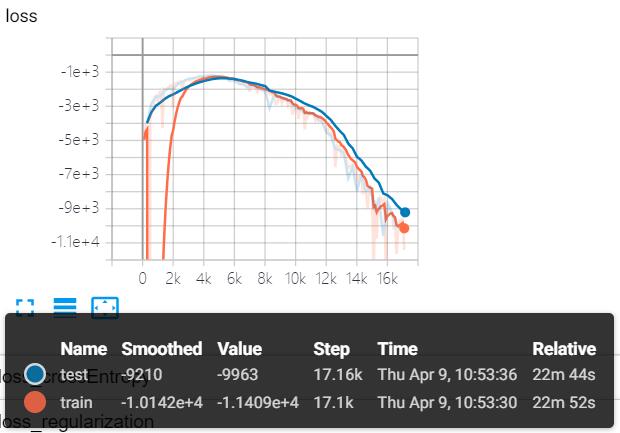 loss
-1e+3
-3e+3
-5e+3
-7e+3
-9e+3
-1.1e+4
0 2k 4k 6k 8k 10k 12k 14k 16k
Name Smoothed Value Step Time Relative
test -9210 -9963 17.16k Thu Apr 9, 10:53:36 22m 44s
loss_crossEntropy
train -1.0142e+4 -1.1409e+4 17.1k Thu Apr 9, 10:53:30 22m 52s
loss_regularization